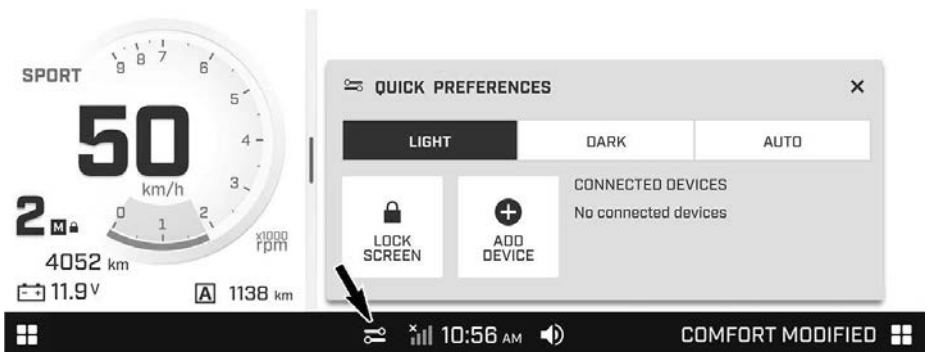 SPORT
9 8 7 6
5
4
3
2
1
0
50
km/h
2 M
x1000
rpm
4052 km
11.9 V
A 1138 km
QUICK PREFERENCES
LIGHT DARK AUTO
LOCK
SCREEN
ADD
DEVICE
CONNECTED DEVICES
No connected devices
10:56 AM
COMFORT MODIFIED